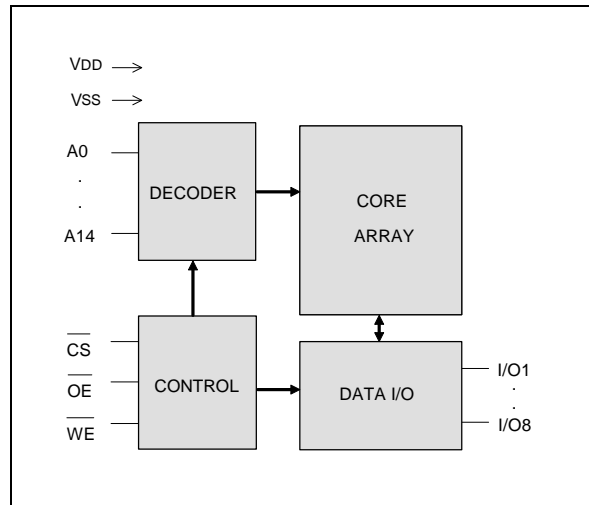 VDD
VSS
A0
.
.
A14
DECODER
CORE
ARRAY
CS
OE
WE
CONTROL
DATA I/O
I/O1
.
.
I/O8